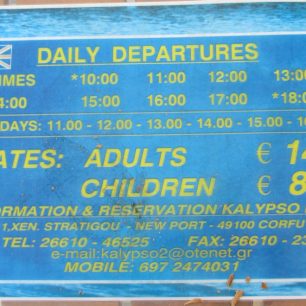 DAILY DEPARTURES
IMES *10:00 11:00 12:00 13:00
4:00 15:00 16:00 17:00 *18:0
DAYS: 11.00 - 12.00 - 13.00 - 14.00 - 15.00 - 16
ATES: ADULTS € 1
CHILDREN € 8
FORMATION & RESERVATION KALYPSO
1,XEN. STRATIGOU - NEW PORT - 49100 CORFU
TEL: 26610 - 46525 FAX: 26610 - 23
e-mail:kalypso2@otenet.gr
MOBILE: 697 2474031